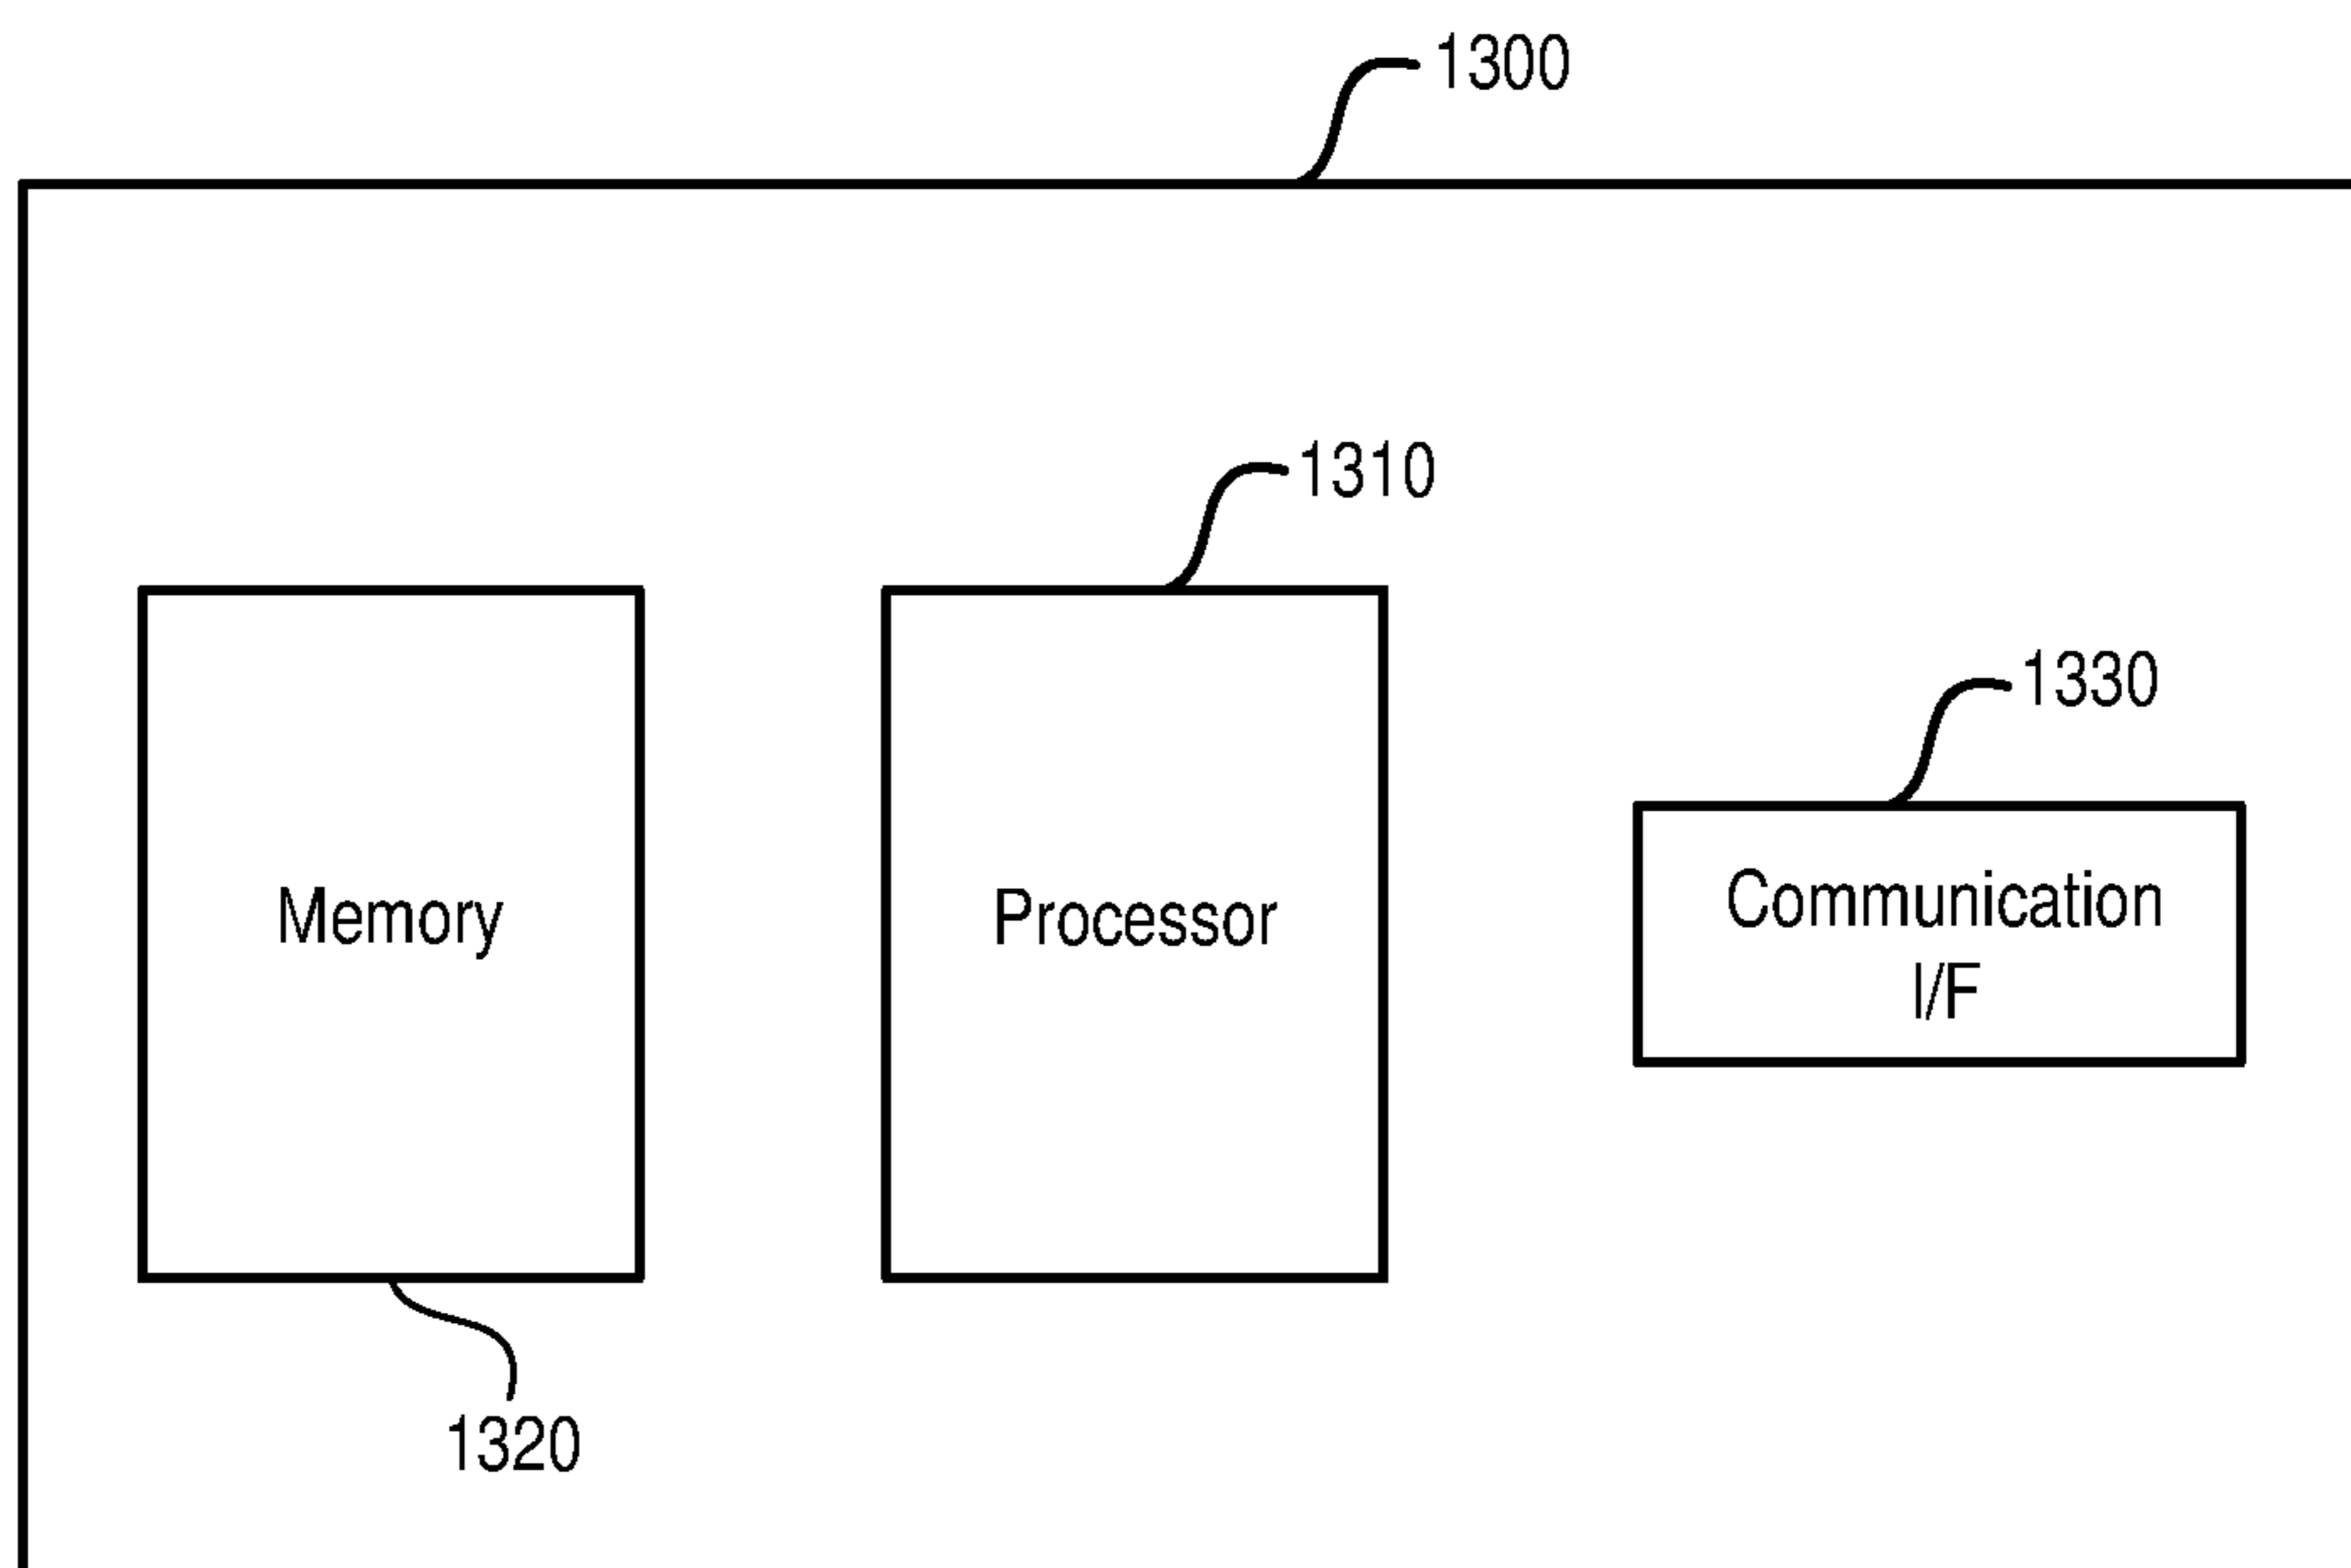 1300
1310
1330
Memory
Processor
Communication
I/F
1320